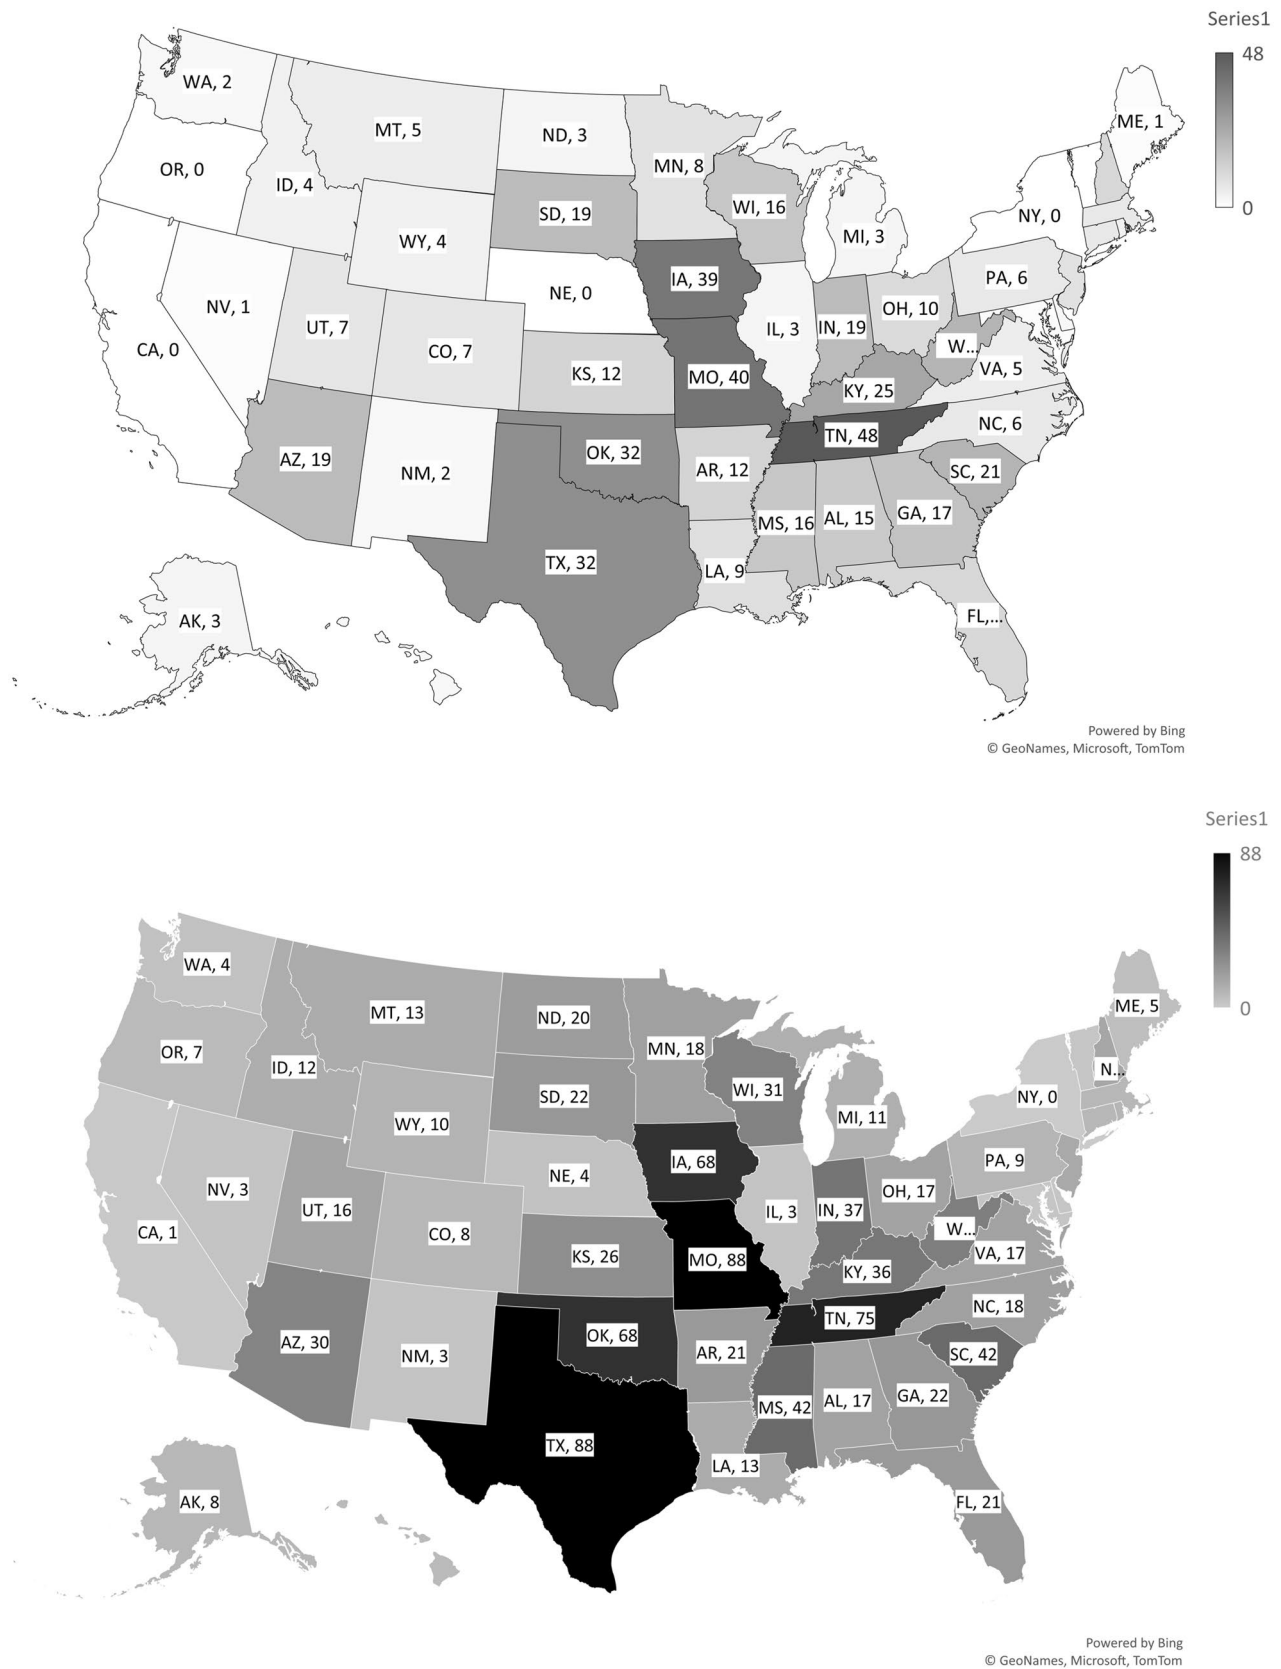 Series1
48
0
WA, 2
MT, 5
ND, 3
MN, 8
ME, 1
OR, 0
ID, 4
SD, 19
WI, 16
NY, 0
WY, 4
MI, 3
IA, 39
PA, 6
NV, 1
NE, 0
OH, 10
UT, 7
IL, 3
IN, 19
CA, 0
CO, 7
W...
KS, 12
MO, 40
VA, 5
KY, 25
NC, 6
TN, 48
AZ, 19
OK, 32
AR, 12
SC, 21
NM, 2
MS, 16
AL, 15
GA, 17
TX, 32
LA, 9
FL,...
AK, 3
Powered by Bing
© GeoNames, Microsoft, TomTom
Series1
88
0
WA, 4
MT, 13
ND, 20
ME, 5
OR, 7
MN, 18
ID, 12
N...
SD, 22
WI, 31
NY, 0
WY, 10
MI, 11
IA, 68
PA, 9
NV, 3
NE, 4
OH, 17
UT, 16
IL, 3
IN, 37
CA, 1
CO, 8
W...
KS, 26
MO, 88
VA, 17
KY, 36
NC, 18
TN, 75
AZ, 30
OK, 68
AR, 21
SC, 42
NM, 3
MS, 42
AL, 17
GA, 22
TX, 88
LA, 13
AK, 8
FL, 21
Powered by Bing
© GeoNames, Microsoft, TomTom